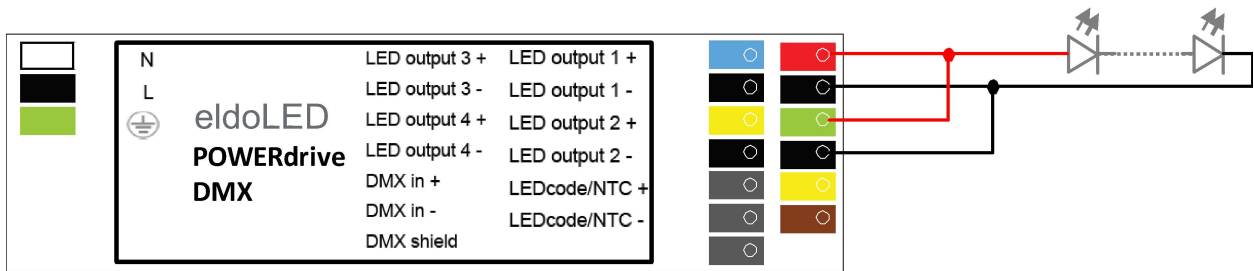 N
L
eldoLED
POWERdrive
DMX
LED output 3 +
LED output 3 -
LED output 4 +
LED output 4 -
DMX in +
DMX in -
DMX shield
LED output 1 +
LED output 1 -
LED output 2 +
LED output 2 -
LEDcode/NTC +
LEDcode/NTC -